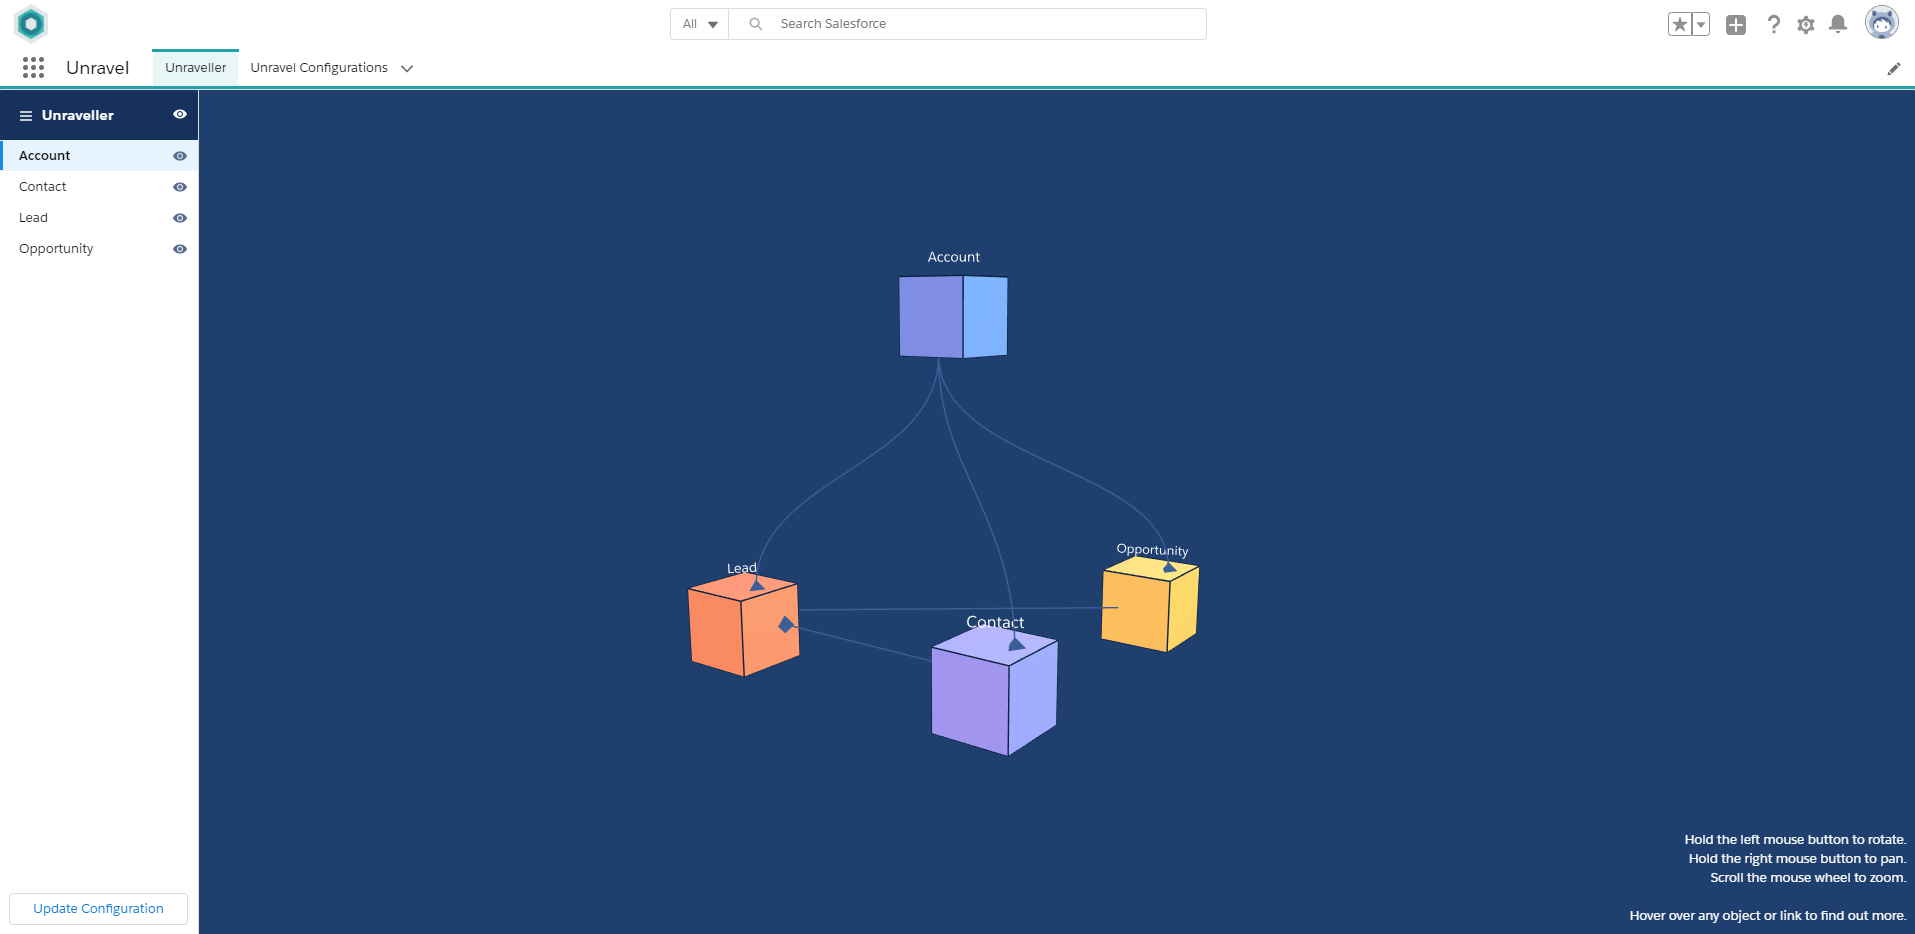 All
Search Salesforce
Unravel
Unraveller
Unravel Configurations
Unraveller
Account
Contact
Lead
Opportunity
Account
Opportunity
Lead
Contact
Hold the left mouse button to rotate.
Hold the right mouse button to pan.
Scroll the mouse wheel to zoom.
Hover over any object or link to find out more.
Update Configuration